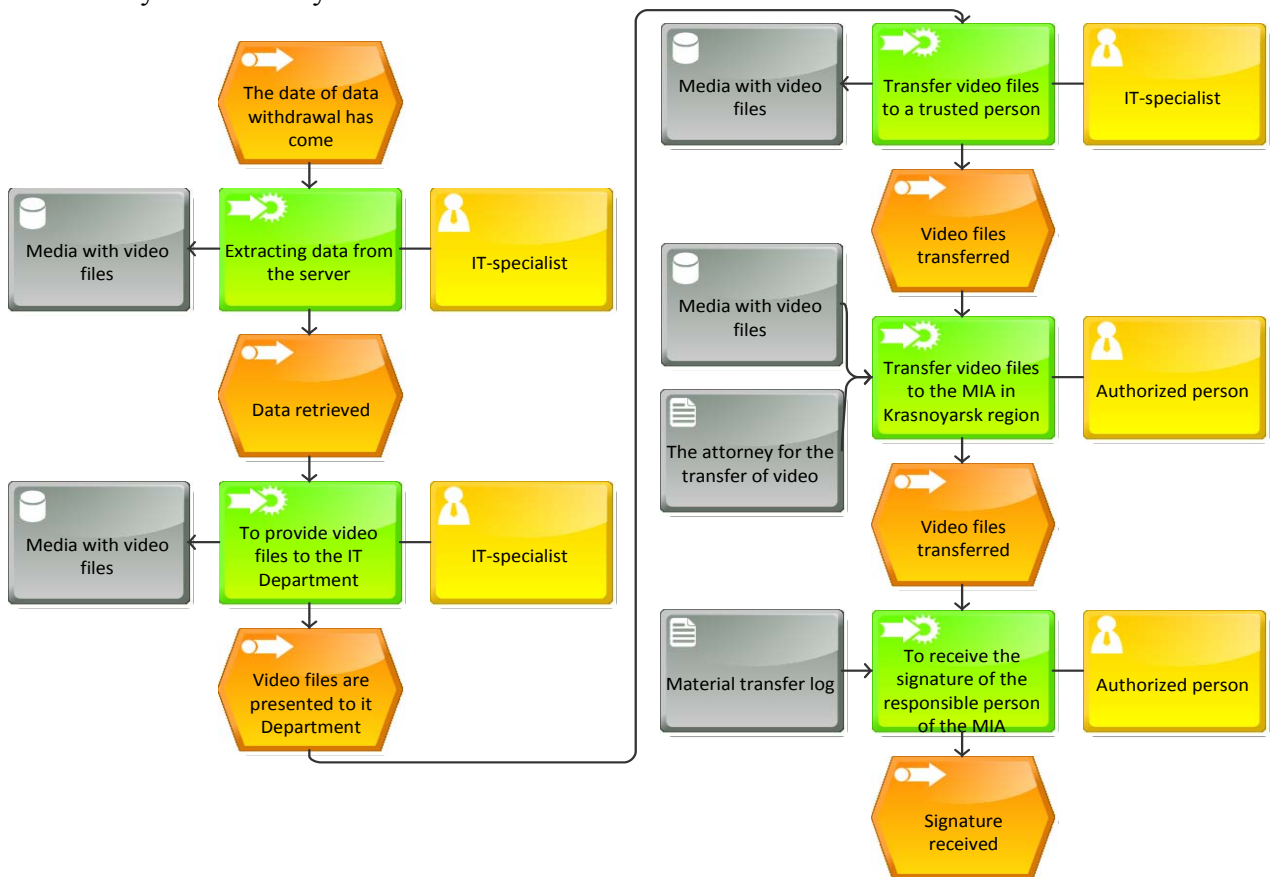 The date of data
withdrawal has
come
Media with video
files
Extracting data from
the server
IT-specialist
Data retrieved
Media with video
files
To provide video
files to the IT
Department
IT-specialist
Video files are
presented to it
Department
Media with video
files
Transfer video files
to a trusted person
IT-specialist
Video files
transferred
Media with video
files
The attorney for the
transfer of video
Transfer video files
to the MIA in
Krasnoyarsk region
Authorized person
Video files
transferred
Material transfer log
To receive the
signature of the
responsible person
of the MIA
Authorized person
Signature
received